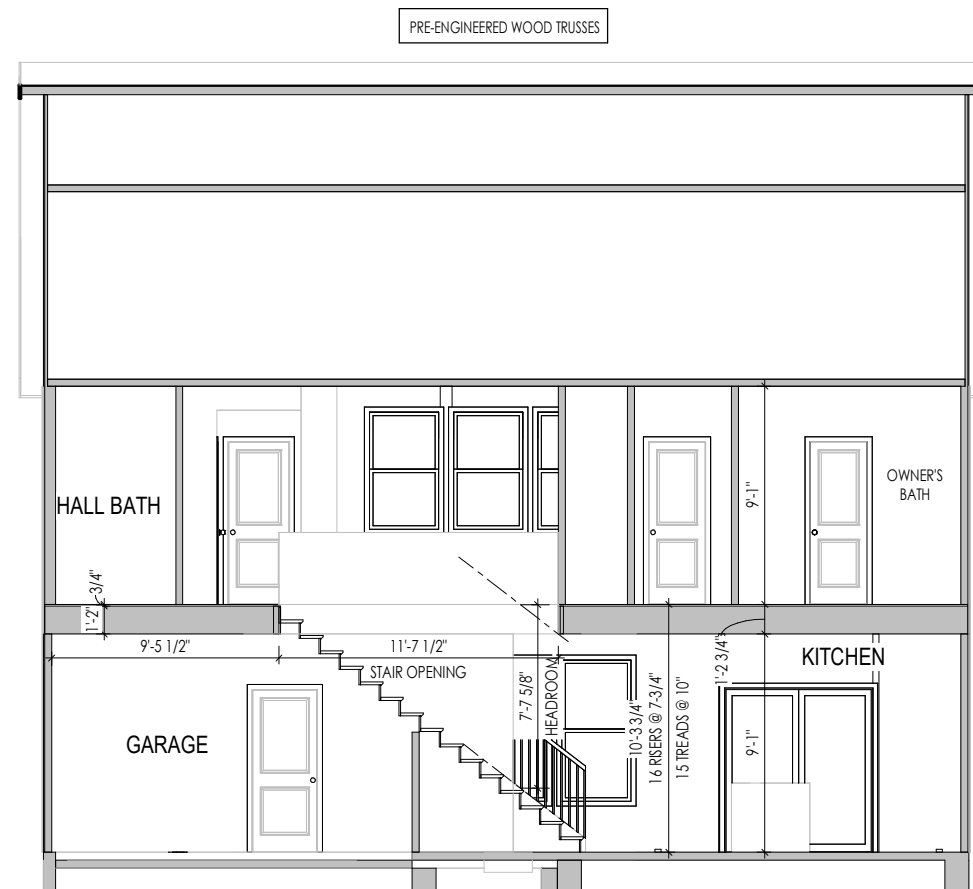 PRE-ENGINEERED WOOD TRUSSES
HALL BATH
OWNER'S
BATH
9'-1"
3/4"
1'-2"
9'-5 1/2"
11'-7 1/2"
STAIR OPENING
7'-7 5/8"
HEADROOM
10'-3 3/4"
16 RISERS @ 7-3/4"
15 TREADS @ 10"
1'-2 3/4"
KITCHEN
9'-1"
GARAGE